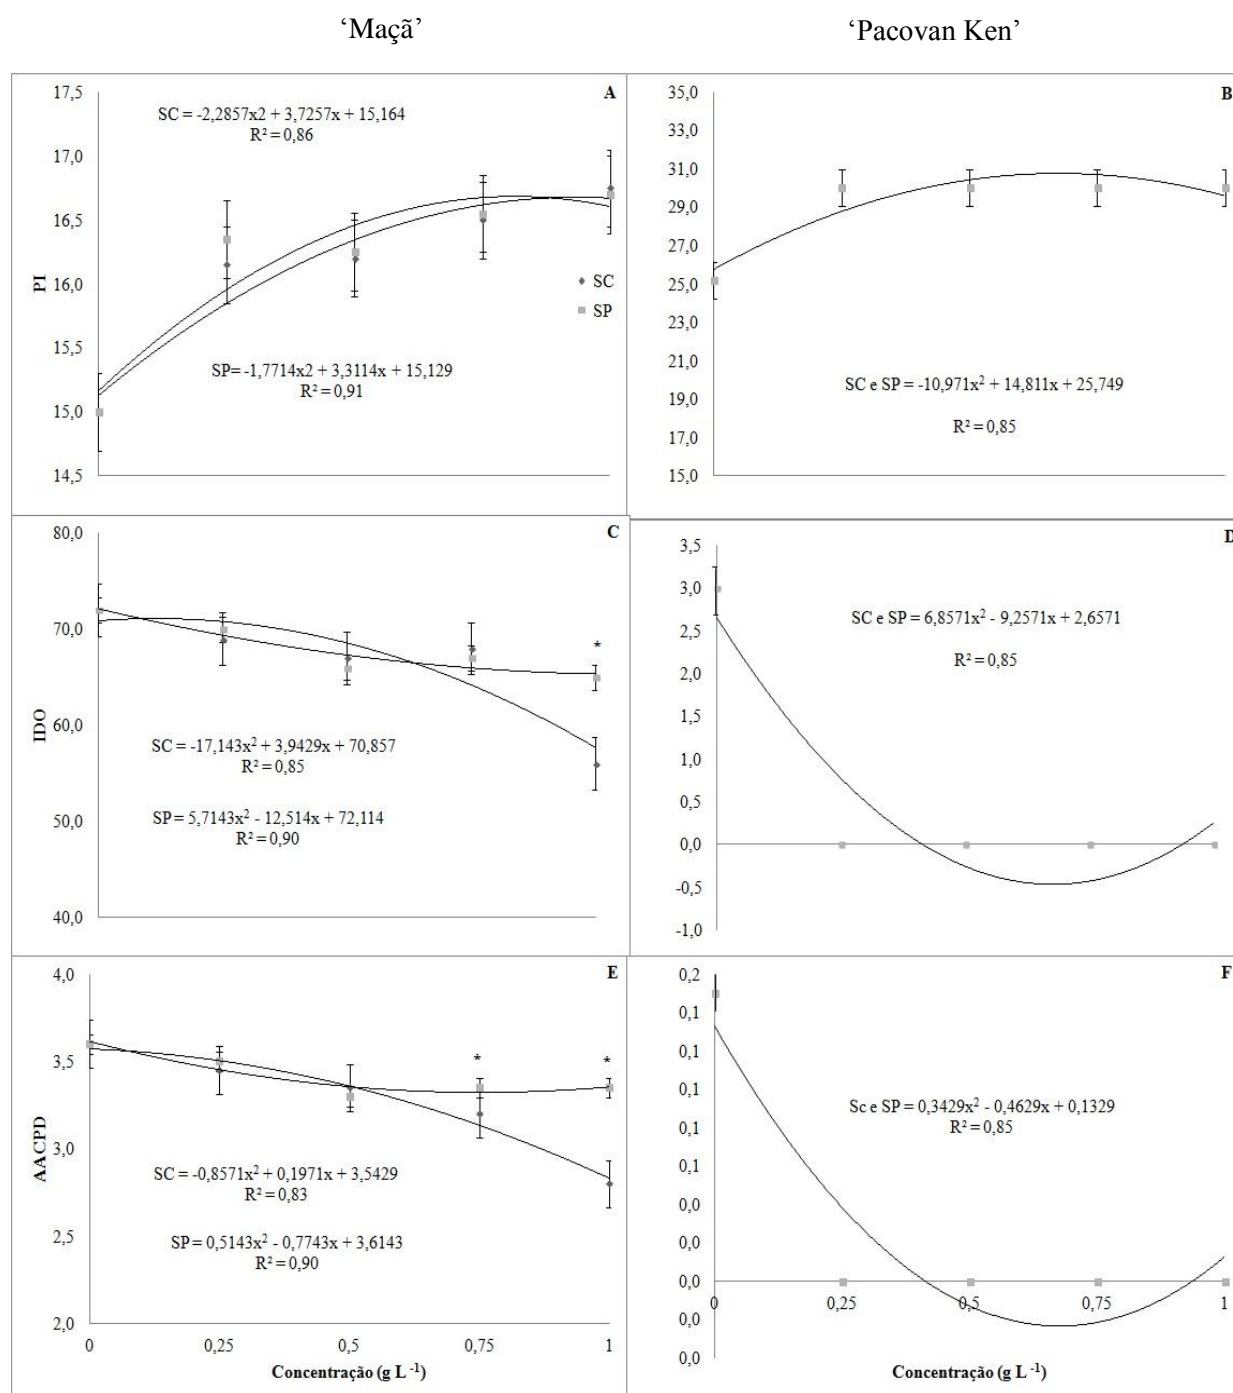 ‘Maçã’
‘Pacovan Ken’
A
17,5
17,0
16,5
16,0
15,5
15,0
14,5
PI
SC = -2,2857x2 + 3,7257x + 15,164
R² = 0,86
SC
SP
SP= -1,7714x2 + 3,3114x + 15,129
R² = 0,91
B
35,0
33,0
31,0
29,0
27,0
25,0
23,0
21,0
19,0
17,0
15,0
SC e SP = -10,971x² + 14,811x + 25,749
R² = 0,85
C
80,0
70,0
60,0
50,0
40,0
IDO
*
SC = -17,143x² + 3,9429x + 70,857
R² = 0,85
SP = 5,7143x² - 12,514x + 72,114
R² = 0,90
D
3,5
3,0
2,5
2,0
1,5
1,0
0,5
0,0
-0,5
-1,0
SC e SP = 6,8571x² - 9,2571x + 2,6571
R² = 0,85
E
4,0
3,5
3,0
2,5
2,0
AACPD
* *
SC = -0,8571x² + 0,1971x + 3,5429
R² = 0,83
SP = 0,5143x² - 0,7743x + 3,6143
R² = 0,90
0 0,25 0,5 0,75 1
Concentração (g L ⁻¹)
F
0,2
0,1
0,1
0,1
0,1
0,1
0,0
0,0
0,0
0,0
0,0
Sc e SP = 0,3429x² - 0,4629x + 0,1329
R² = 0,85
0 0,25 0,5 0,75 1
Concentração (g L ⁻¹)